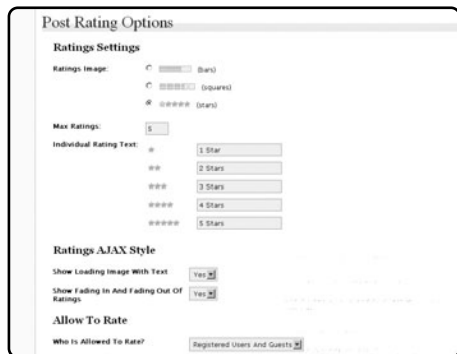 Post Rating Options
Ratings Settings
Ratings Image: (bars)
(squares)
(stars)
Max Ratings: 5
Individual Rating Text: 1 Star
2 Stars
3 Stars
4 Stars
5 Stars
Ratings AJAX Style
Show Loading Image With Text Yes
Show Fading In And Fading Out Of Yes
Ratings
Allow To Rate
Who Is Allowed To Rate? Registered Users And Guests